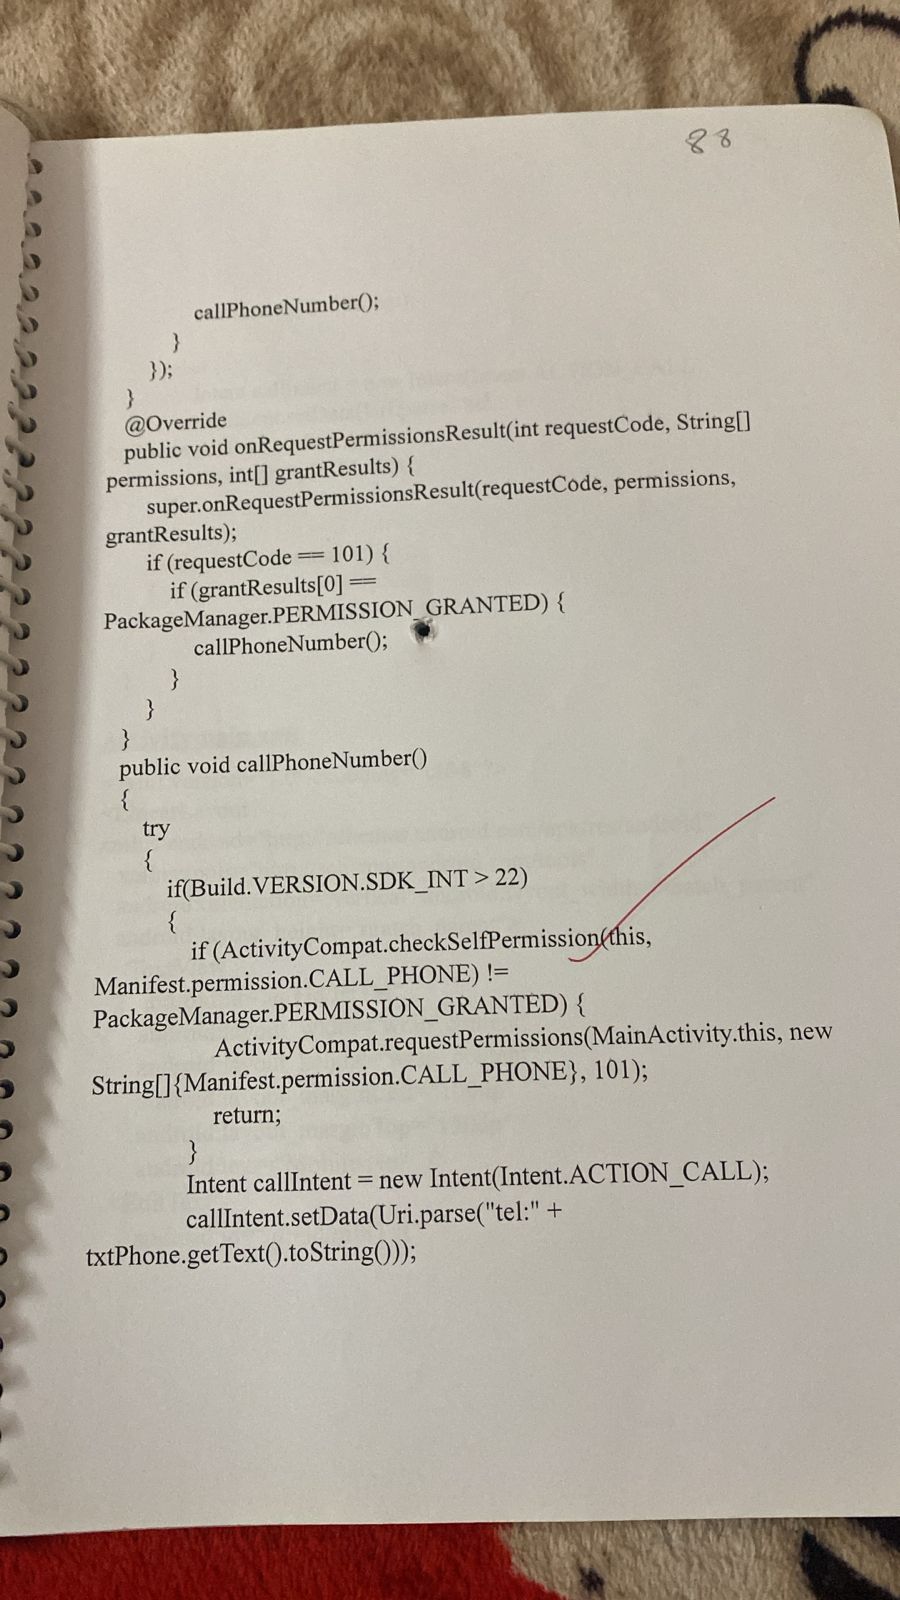 88
callPhoneNumber();
}
});
}
@Override
public void onRequestPermissionsResult(int requestCode, String[]
permissions, int[] grantResults) {
super.onRequestPermissionsResult(requestCode, permissions,
grantResults);
if (requestCode == 101) {
if (grantResults[0] ==
PackageManager.PERMISSION_GRANTED) {
callPhoneNumber();
}
}
}
public void callPhoneNumber()
{
try
{
if(Build.VERSION.SDK_INT > 22)
{
if (ActivityCompat.checkSelfPermission(this,
Manifest.permission.CALL_PHONE) !=
PackageManager.PERMISSION_GRANTED) {
ActivityCompat.requestPermissions(MainActivity.this, new
String[]{Manifest.permission.CALL_PHONE}, 101);
return;
}
Intent callIntent = new Intent(Intent.ACTION_CALL);
callIntent.setData(Uri.parse("tel:" +
txtPhone.getText().toString()));